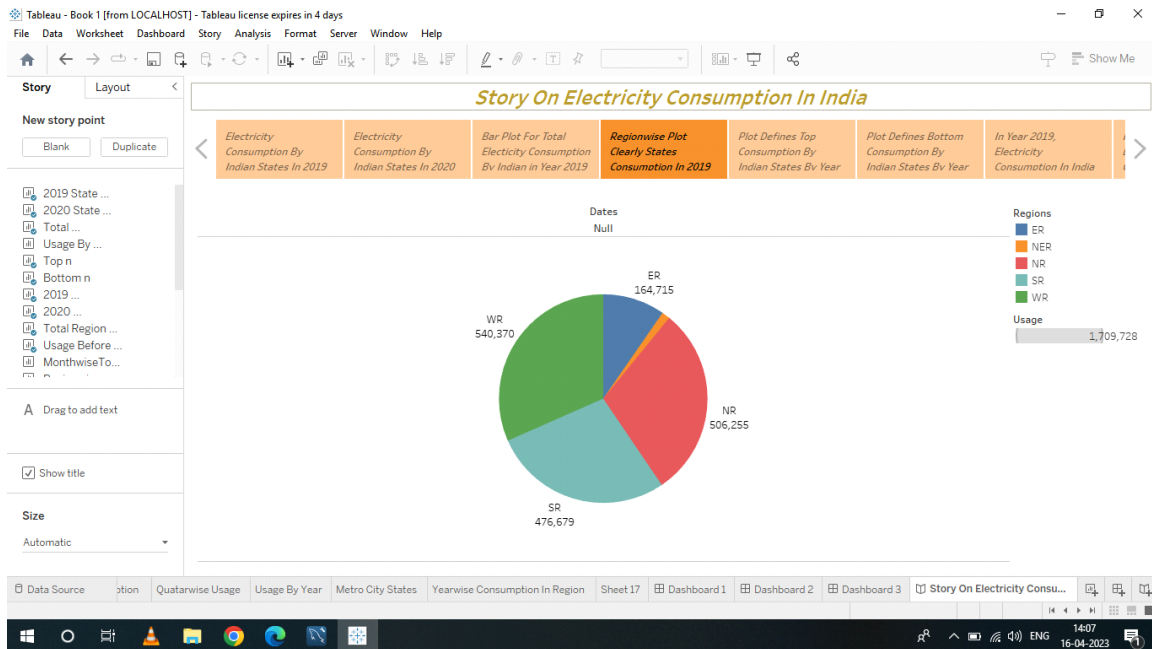 Tableau - Book 1 [from LOCALHOST] - Tableau license expires in 4 days
File Data Worksheet Dashboard Story Analysis Format Server Window Help
Show Me
Story Layout
New story point
Blank Duplicate
2019 State ...
2020 State ...
Total ...
Usage By ...
Top n
Bottom n
2019 ...
2020 ...
Total Region ...
Usage Before ...
MonthwiseTo...
A Drag to add text
Show title
Size
Automatic
Story On Electricity Consumption In India
Electricity
Consumption By
Indian States In 2019
Electricity
Consumption By
Indian States In 2020
Bar Plot For Total
Electicity Consumption
By Indian in Year 2019
Regionwise Plot
Clearly States
Consumption In 2019
Plot Defines Top
Consumption By
Indian States By Year
Plot Defines Bottom
Consumption By
Indian States By Year
In Year 2019,
Electricity
Consumption In India
Dates
Null
ER
164,715
WR
540,370
NR
506,255
SR
476,679
Regions
ER
NER
NR
SR
WR
Usage
1,709,728
Data Source ption Quatarwise Usage Usage By Year Metro City States Yearwise Consumption In Region Sheet 17 Dashboard 1 Dashboard 2 Dashboard 3 Story On Electricity Consu...
ENG
14:07
16-04-2023
1